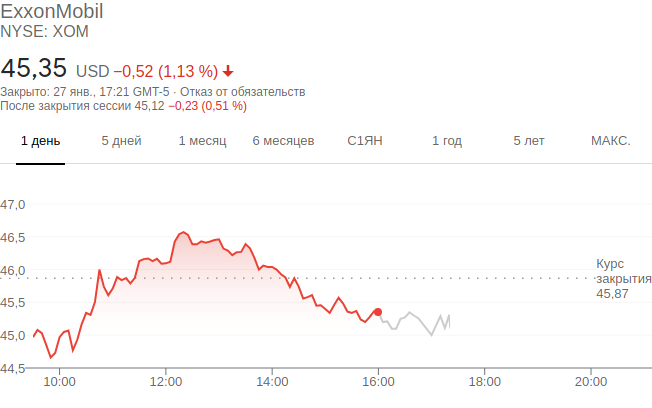 ExxonMobil
NYSE: XOM
45,35 USD −0,52 (1,13 %)
Закрыто: 27 янв., 17:21 GMT-5 · Отказ от обязательств
После закрытия сессии 45,12 −0,23 (0,51 %)
1 день 5 дней 1 месяц 6 месяцев С1ЯН 1 год 5 лет МАКС.
47,0
46,5
46,0
45,5
45,0
44,5
Курс
закрытия
45,87
10:00 12:00 14:00 16:00 18:00 20:00